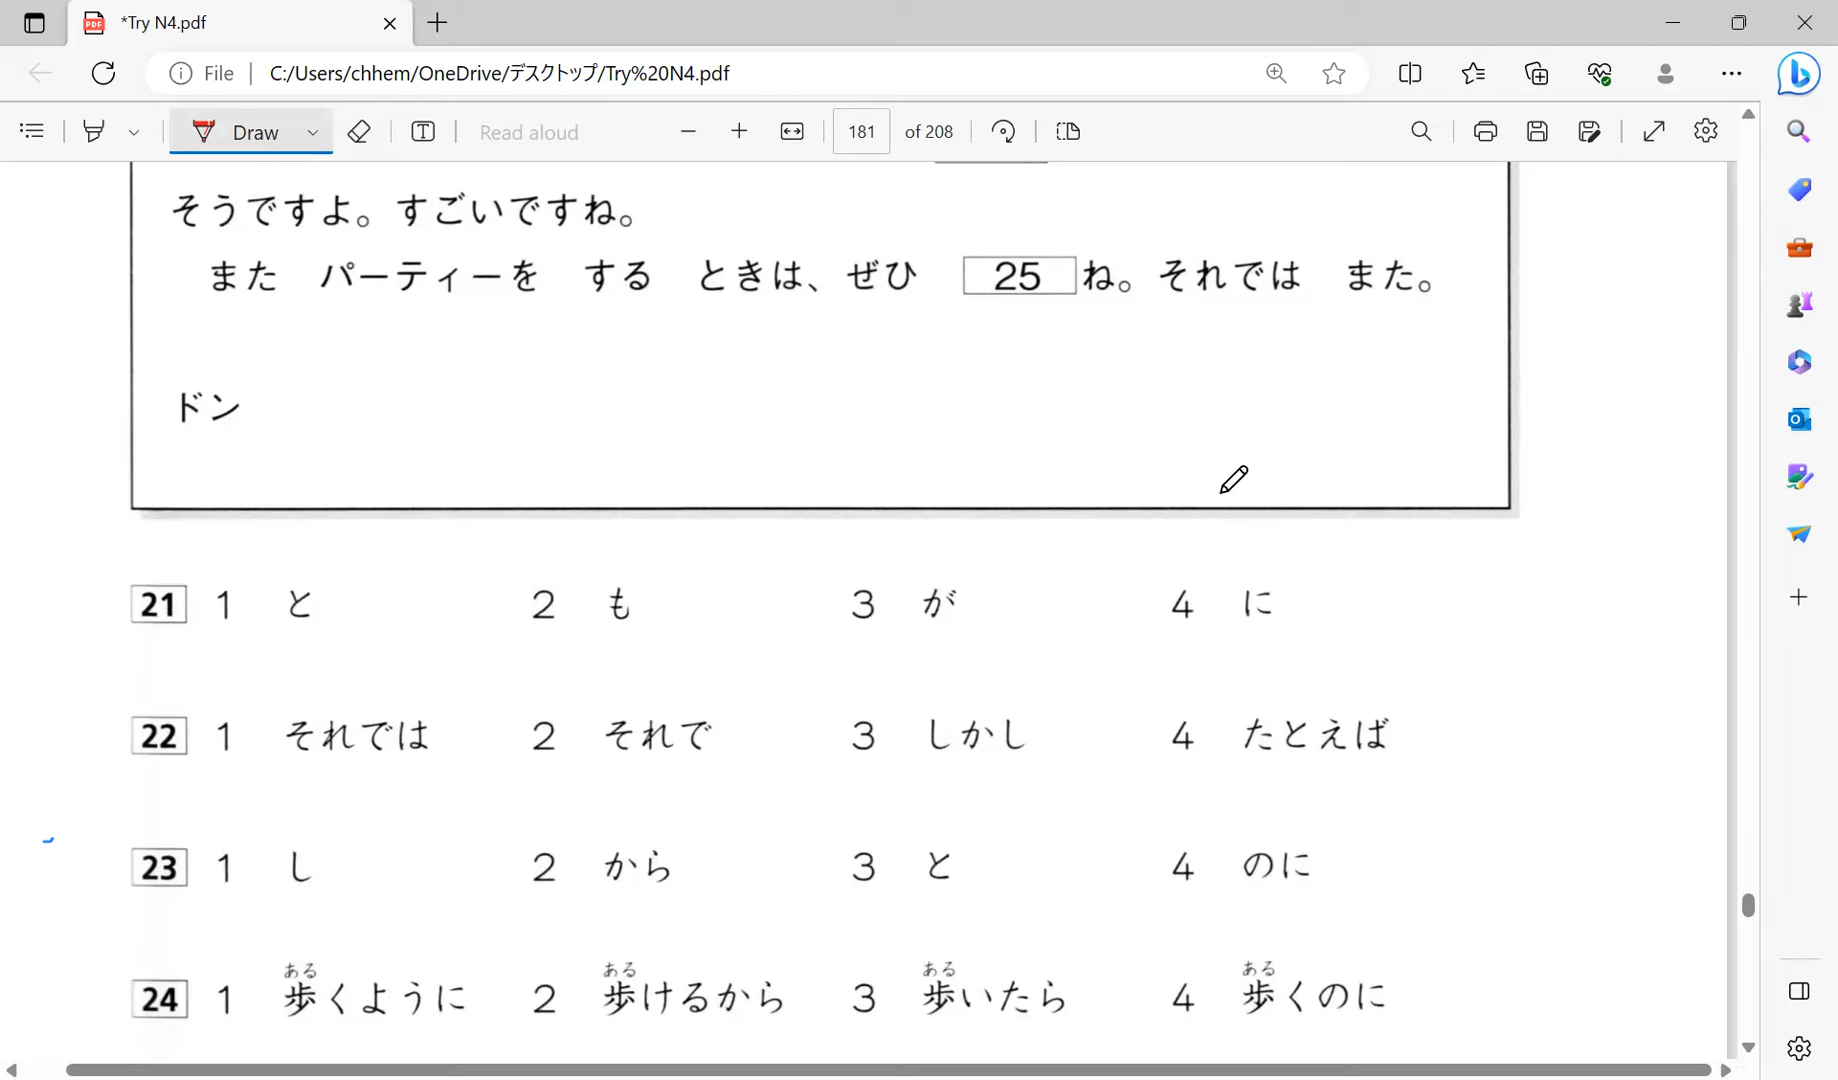 *Try N4.pdf
File C:/Users/chhem/OneDrive/デスクトップ/Try%20N4.pdf
Draw Read aloud 181 of 208
そうですよ。すごいですね。
また パーティーを する ときは、ぜひ 25 ね。それでは また。
ドン
21 1 と 2 も 3 が 4 に
22 1 それでは 2 それで 3 しかし 4 たとえば
23 1 し 2 から 3 と 4 のに
ある ある ある ある
24 1 歩くように 2 歩けるから 3 歩いたら 4 歩くのに